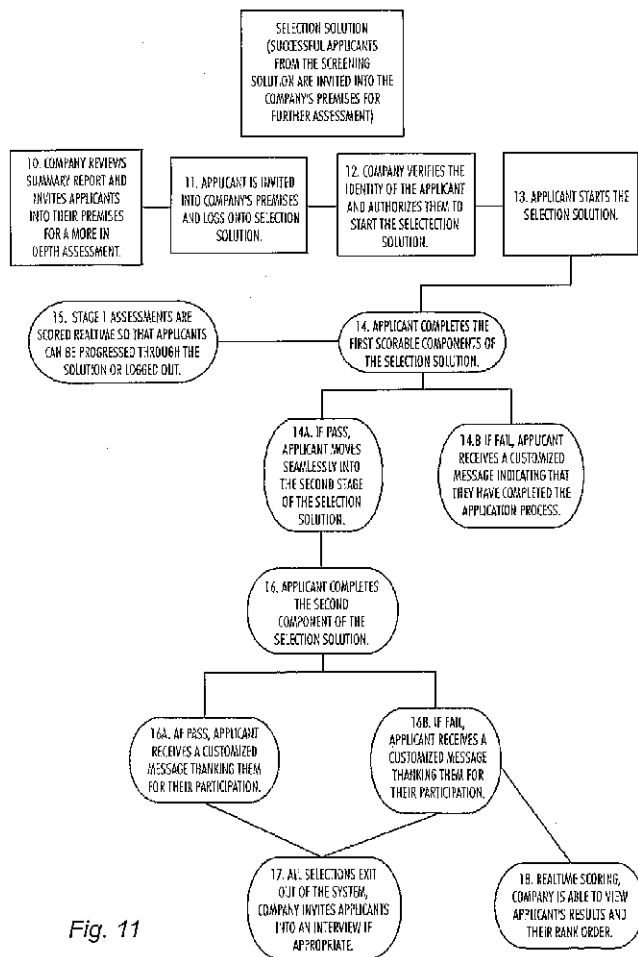 SELECTION SOLUTION
(SUCCESSFUL APPLICANTS
FROM THE SCREENING
SOLUTION ARE INVITED INTO THE
COMPANY'S PREMISES FOR
FURTHER ASSESSMENT)
10. COMPANY REVIEWS
SUMMARY REPORT AND
INVITES APPLICANTS
INTO THEIR PREMISES
FOR A MORE IN
DEPTH ASSESSMENT.
11. APPLICANT IS INVITED
INTO COMPANY'S PREMISES
AND LOGS ONTO SELECTION
SOLUTION.
12. COMPANY VERIFIES THE
IDENTITY OF THE APPLICANT
AND AUTHORIZES THEM TO
START THE SELECTECTION
SOLUTION.
13. APPLICANT STARTS THE
SELECTION SOLUTION.
15. STAGE 1 ASSESSMENTS ARE
SCORED REALTIME SO THAT APPLICANTS
CAN BE PROGRESSED THROUGH THE
SOLUTION OR LOGGED OUT.
14. APPLICANT COMPLETES THE
FIRST SCORABLE COMPONENTS OF
THE SELECTION SOLUTION.
14A. IF PASS,
APPLICANT MOVES
SEAMLESSLY INTO
THE SECOND STAGE
OF THE SELECTION
SOLUTION.
14.B IF FAIL, APPLICANT
RECEIVES A CUSTOMIZED
MESSAGE INDICATING THAT
THEY HAVE COMPLETED THE
APPLICATION PROCESS.
16. APPLICANT COMPLETES
THE SECOND
COMPONENT OF THE
SELECTION SOLUTION.
16A. AF PASS, APPLICANT
RECEIVES A CUSTOMIZED
MESSAGE THANKING THEM
FOR THEIR PARTICIPATION.
16B. IF FAIL,
APPLICANT RECEIVES A
CUSTOMIZED MESSAGE
THANKING THEM FOR
THEIR PARTICIPATION.
17. ALL SELECTIONS EXIT
OUT OF THE SYSTEM,
COMPANY INVITES APPLICANTS
INTO AN INTERVIEW IF
APPROPRIATE.
18. REALTIME SCORING,
COMPANY IS ABLE TO VIEW
APPLICANT'S RESULTS AND
THEIR RANK ORDER.
Fig. 11